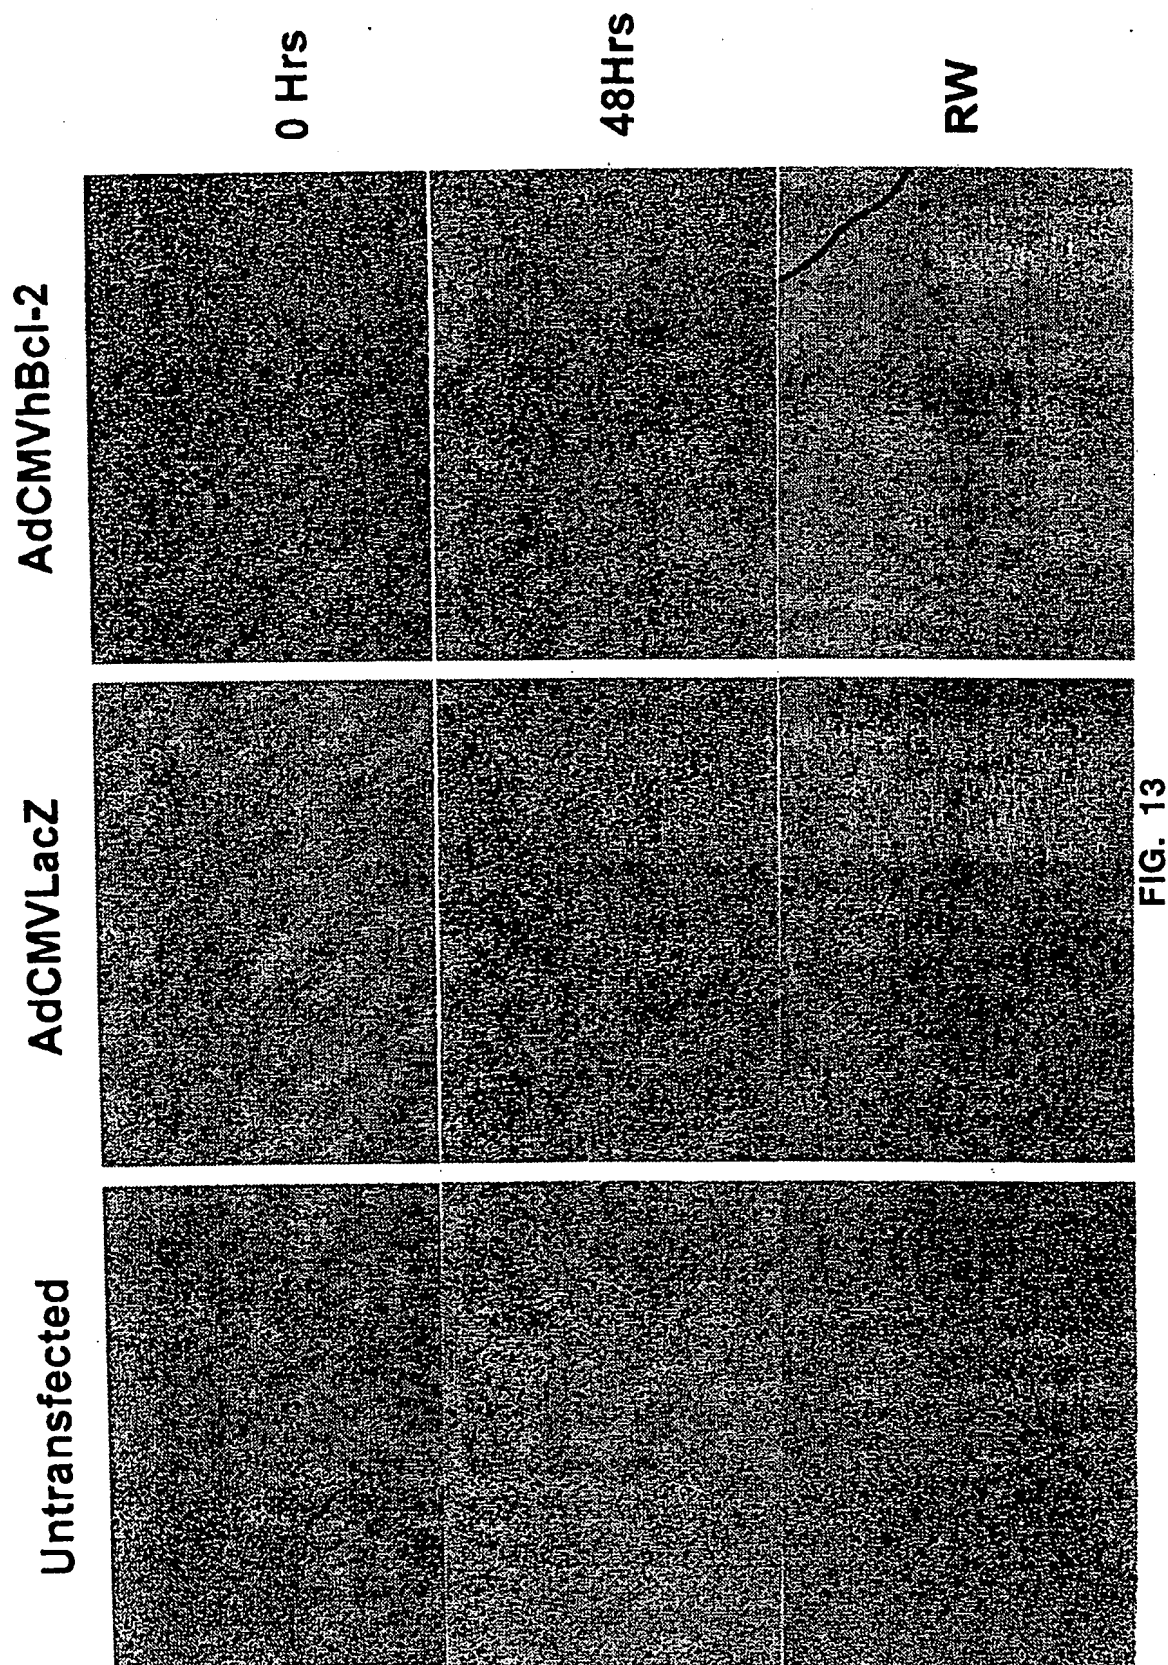 Untransfected
AdCMVLacZ
AdCMVhBcl-2
0 Hrs
48Hrs
RW
FIG. 13